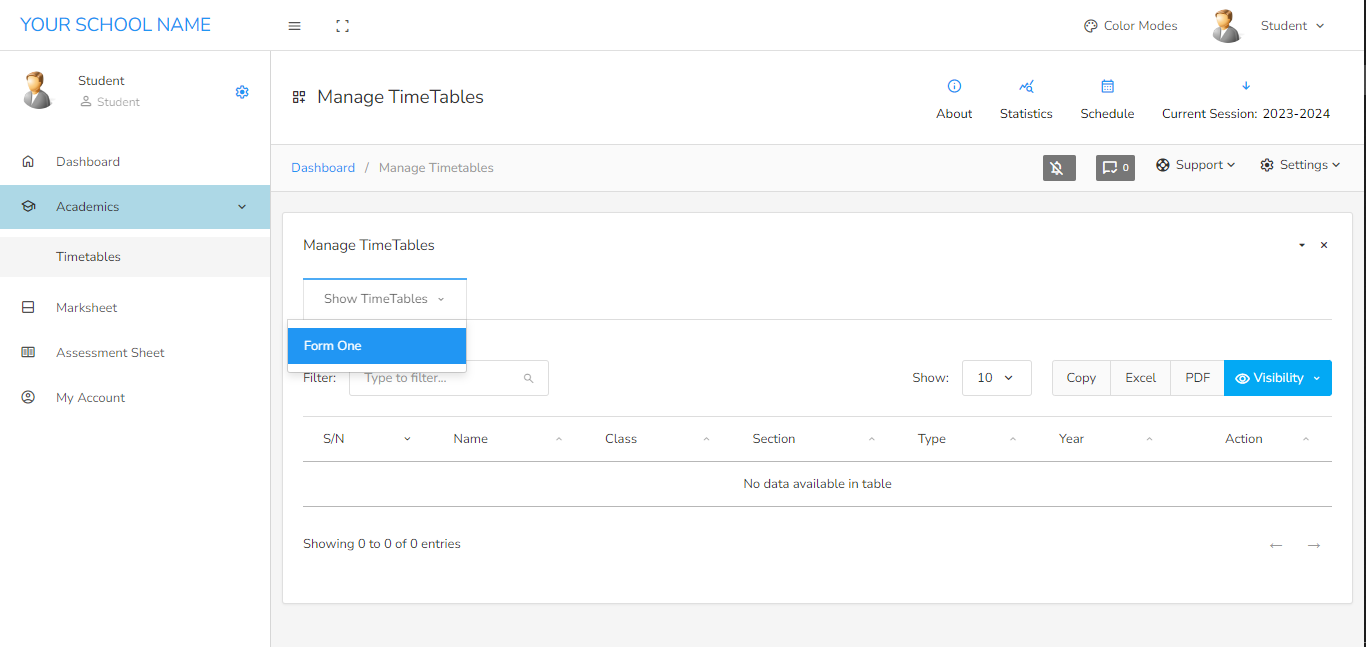 YOUR SCHOOL NAME
Color Modes
Student
Student
Student
Manage TimeTables
About
Statistics
Schedule
Current Session: 2023-2024
Dashboard
Academics
Timetables
Marksheet
Assessment Sheet
My Account
Dashboard / Manage Timetables
0
Support
Settings
Manage TimeTables
Show TimeTables
Form One
Filter: Type to filter...
Show: 10
Copy Excel PDF Visibility
S/N Name Class Section Type Year Action
No data available in table
Showing 0 to 0 of 0 entries
← →